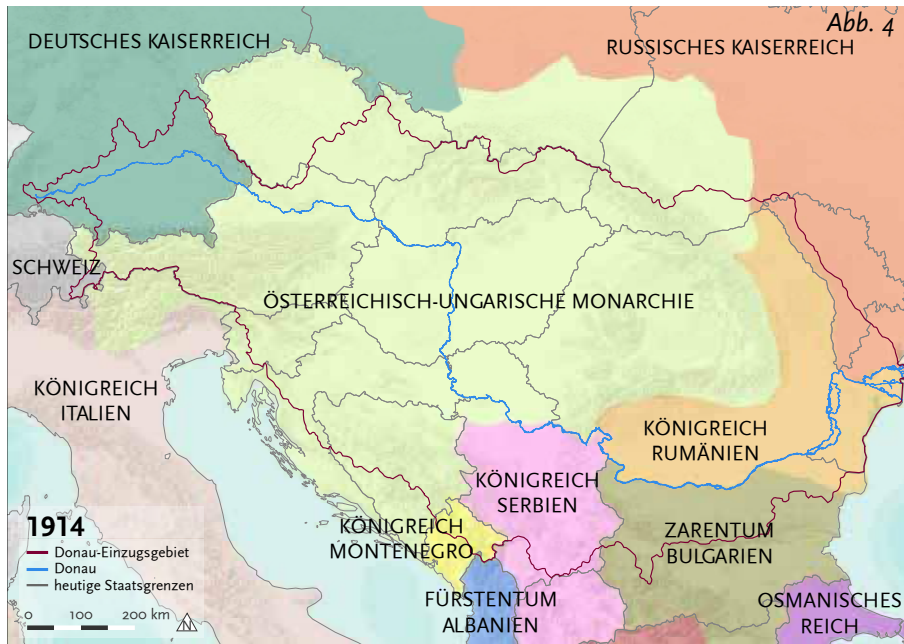 Abb. 4
DEUTSCHES KAISERREICH
RUSSISCHES KAISERREICH
SCHWEIZ
ÖSTERREICHISCH-UNGARISCHE MONARCHIE
KÖNIGREICH
ITALIEN
KÖNIGREICH
RUMÄNIEN
KÖNIGREICH
SERBIEN
KÖNIGREICH
MONTENEGRO
ZARENTUM
BULGARIEN
FÜRSTENTUM
ALBANIEN
OSMANISCHES
REICH
1914
Donau-Einzugsgebiet
Donau
heutige Staatsgrenzen
0 100 200 km
N